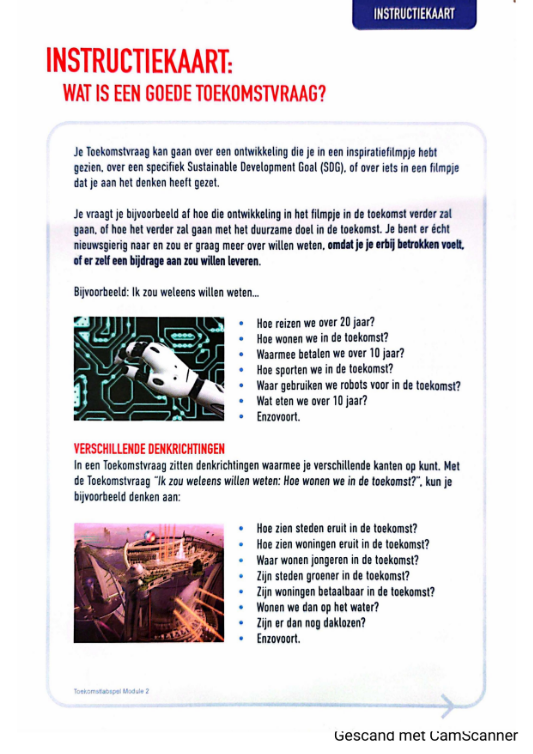 INSTRUCTIEKAART
INSTRUCTIEKAART:
WAT IS EEN GOEDE TOEKOMSTVRAAG?
Je Toekomstvraag kan gaan over een ontwikkeling die je in een inspiratiefilmpje hebt
gezien, over een specifiek Sustainable Development Goal (SDG), of over iets in een filmpje
dat je aan het denken heeft gezet.
Je vraagt je bijvoorbeeld af hoe die ontwikkeling in het filmpje in de toekomst verder zal
gaan, of hoe het verder zal gaan met het duurzame doel in de toekomst. Je bent er écht
nieuwsgierig naar en zou er graag meer over willen weten, omdat je je erbij betrokken voelt,
of er zelf een bijdrage aan zou willen leveren.
Bijvoorbeeld: Ik zou weleens willen weten...
• Hoe reizen we over 20 jaar?
• Hoe wonen we in de toekomst?
• Waarmee betalen we over 10 jaar?
• Hoe sporten we in de toekomst?
• Waar gebruiken we robots voor in de toekomst?
• Wat eten we over 10 jaar?
• Enzovoort.
VERSCHILLENDE DENKRICHTINGEN
In een Toekomstvraag zitten denkrichtingen waarmee je verschillende kanten op kunt. Met
de Toekomstvraag "Ik zou weleens willen weten: Hoe wonen we in de toekomst?", kun je
bijvoorbeeld denken aan:
• Hoe zien steden eruit in de toekomst?
• Hoe zien woningen eruit in de toekomst?
• Waar wonen jongeren in de toekomst?
• Zijn steden groener in de toekomst?
• Zijn woningen betaalbaar in de toekomst?
• Wonen we dan op het water?
• Zijn er dan nog daklozen?
• Enzovoort.
Toekomstlabspel Module 2
Gescand met CamScanner